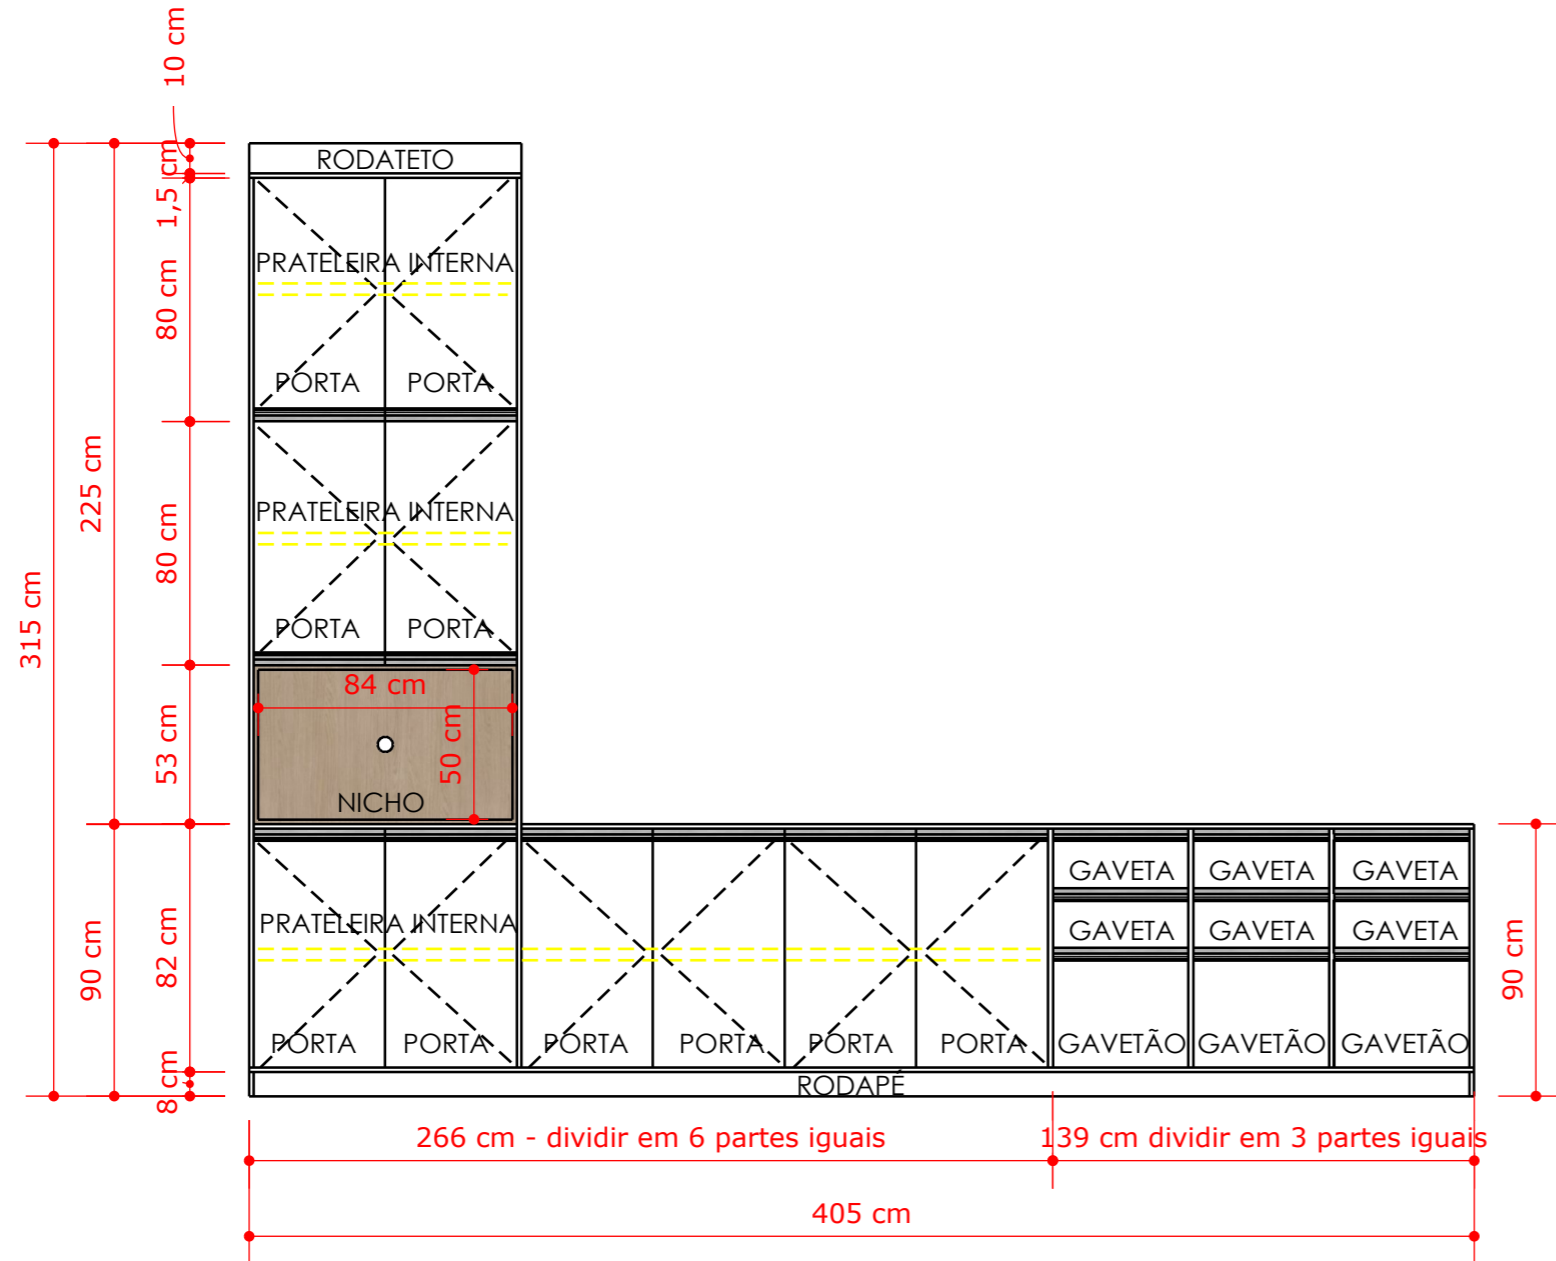 10 cm
RODATETO
1,5 cm
PRATELEIRA INTERNA
80 cm
PORTA PORTA
225 cm
PRATELEIRA INTERNA
80 cm
PORTA PORTA
315 cm
84 cm
50 cm
53 cm
NICHO
GAVETA GAVETA GAVETA
PRATELEIRA INTERNA
GAVETA GAVETA GAVETA
82 cm
90 cm
90 cm
PORTA PORTA PORTA PORTA PORTA PORTA GAVETÃO GAVETÃO GAVETÃO
8 cm
RODAPÉ
266 cm - dividir em 6 partes iguais
139 cm dividir em 3 partes iguais
405 cm